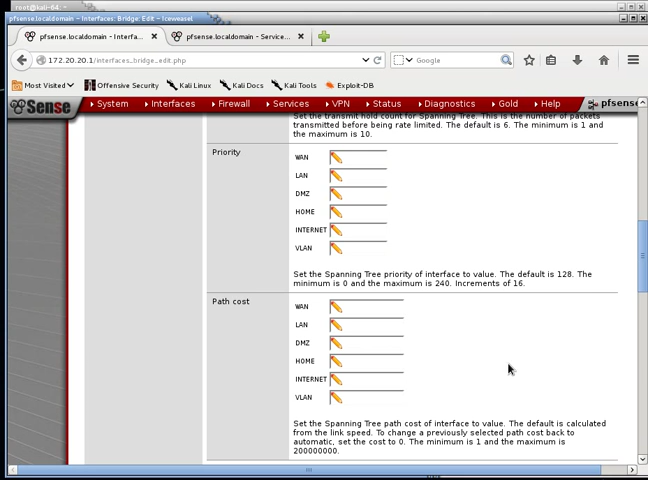 root@kali-64: ~
pfsense.localdomain - Interfaces: Bridge: Edit - Iceweasel
pfsense.localdomain - Interfa...
pfsense.localdomain - Service...
172.20.20.1/interfaces_bridge_edit.php
Google
Most Visited
Offensive Security
Kali Linux
Kali Docs
Kali Tools
Exploit-DB
Sense
System
Interfaces
Firewall
Services
VPN
Status
Diagnostics
Gold
Help
pfsense
Set the transmit hold count for Spanning Tree. This is the number of packets
transmitted before being rate limited. The default is 6. The minimum is 1 and
the maximum is 10.
Priority
WAN
LAN
DMZ
HOME
INTERNET
VLAN
Set the Spanning Tree priority of interface to value. The default is 128. The
minimum is 0 and the maximum is 240. Increments of 16.
Path cost
WAN
LAN
DMZ
HOME
INTERNET
VLAN
Set the Spanning Tree path cost of interface to value. The default is calculated
from the link speed. To change a previously selected path cost back to
automatic, set the cost to 0. The minimum is 1 and the maximum is
200000000.